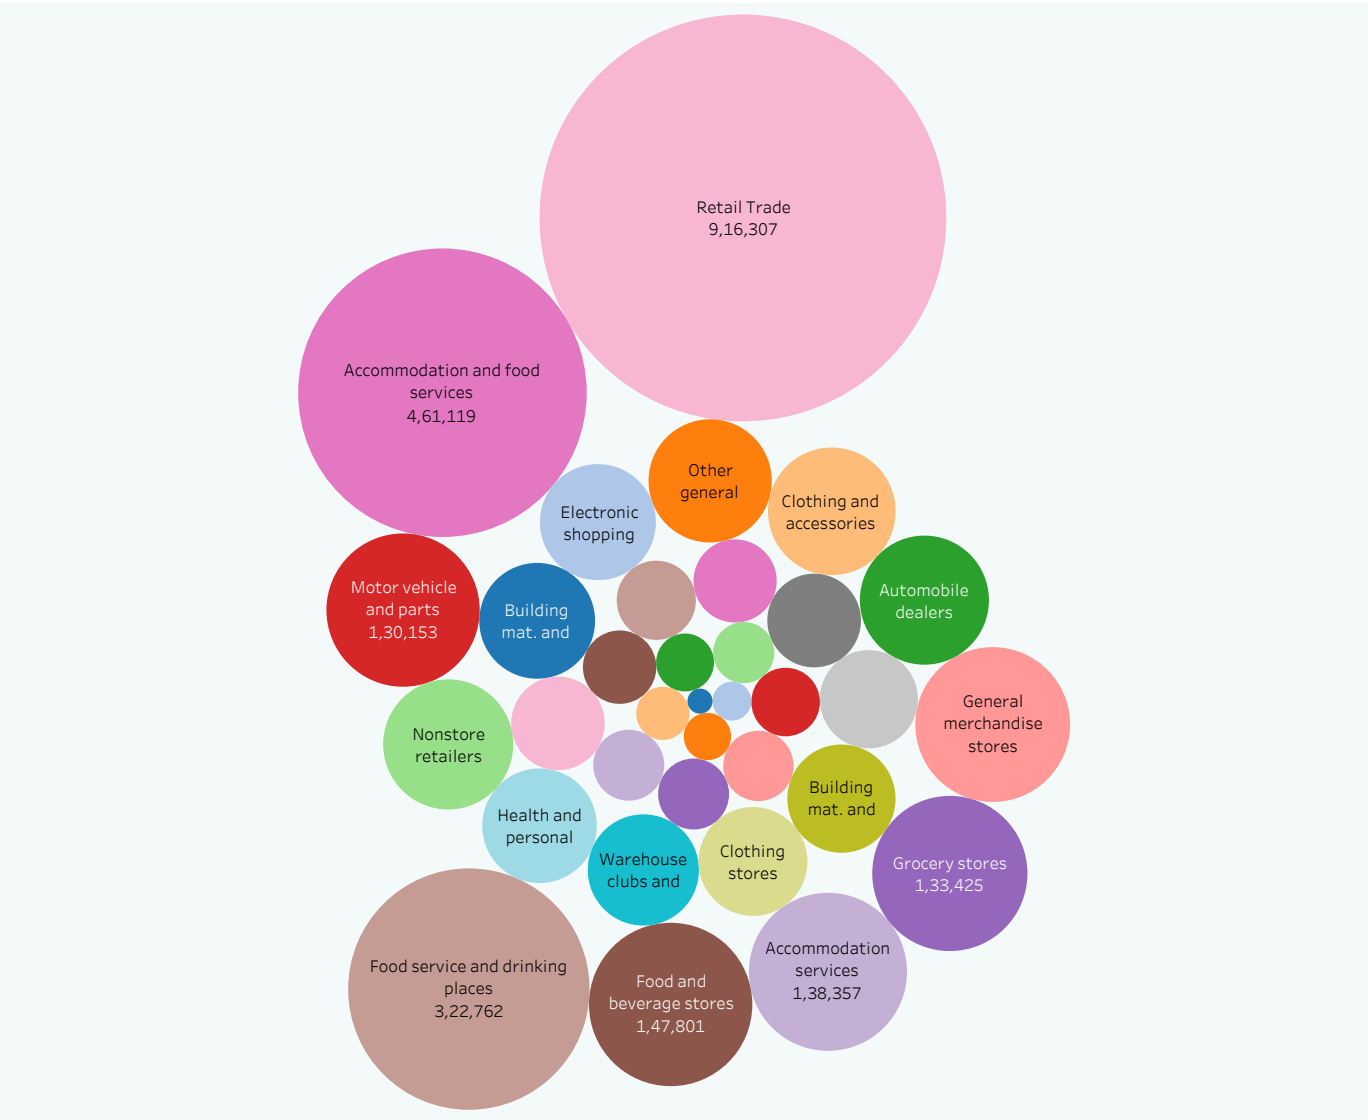 Retail Trade
9,16,307
Accommodation and food
services
4,61,119
Other
general
Clothing and
accessories
Electronic
shopping
Motor vehicle
and parts
1,30,153
Building
mat. and
Automobile
dealers
General
merchandise
stores
Nonstore
retailers
Building
mat. and
Health and
personal
Warehouse
clubs and
Clothing
stores
Grocery stores
1,33,425
Accommodation
services
1,38,357
Food service and drinking
places
3,22,762
Food and
beverage stores
1,47,801